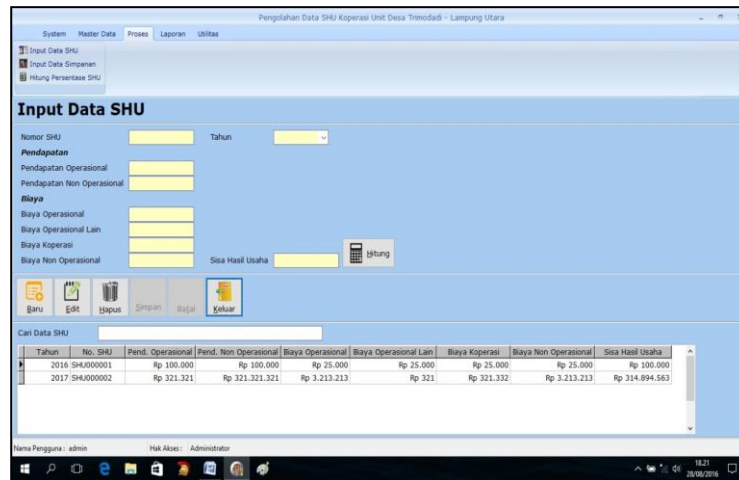 Pengolahan Data SHU Koperasi Unit Desa Trimodadi - Lampung Utara
System Master Data Proses Laporan Utilitas
Input Data SHU
Input Data Simpanan
Hitung Persentase SHU
Input Data SHU
Nomor SHU Tahun
Pendapatan
Pendapatan Operasional
Pendapatan Non Operasional
Biaya
Biaya Operasional
Biaya Operasional Lain
Biaya Koperasi
Biaya Non Operasional Sisa Hasil Usaha Hitung
Baru Edit Hapus Simpan Batal Keluar
Cari Data SHU
Tahun No. SHU Pend. Operasional Pend. Non Operasional Biaya Operasional Biaya Operasional Lain Biaya Koperasi Biaya Non Operasional Sisa Hasil Usaha
2016 SHU000001 Rp 100.000 Rp 100.000 Rp 25.000 Rp 25.000 Rp 25.000 Rp 25.000 Rp 100.000
2017 SHU000002 Rp 321.321 Rp 321.321.321 Rp 3.213.213 Rp 321 Rp 321.332 Rp 3.213.213 Rp 314.894.563
Nama Pengguna : admin Hak Akses : Administrator
18.21
28/08/2016